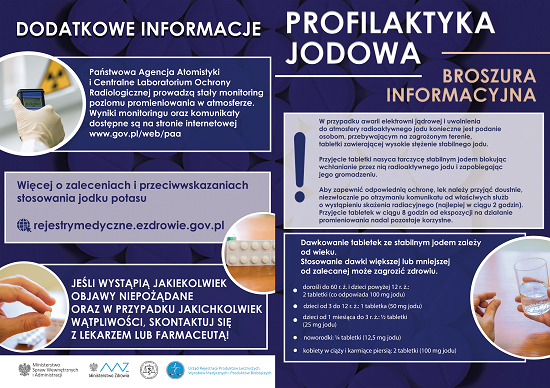 DODATKOWE INFORMACJE
Państwowa Agencja Atomistyki
i Centralne Laboratorium Ochrony
Radiologicznej prowadzą stały monitoring
poziomu promieniowania w atmosferze.
Wyniki monitoringu oraz komunikaty
dostępne są na stronie internetowej
www.gov.pl/web/paa
Więcej o zaleceniach i przeciwwskazaniach
stosowania jodku potasu
rejestrymedyczne.ezdrowie.gov.pl
JEŚLI WYSTĄPIĄ JAKIEKOLWIEK
OBJAWY NIEPOŻĄDANE
ORAZ W PRZYPADKU JAKICHKOLWIEK
WĄTPLIWOŚCI, SKONTAKTUJ SIĘ
Z LEKARZEM LUB FARMACEUTĄ!
Ministerstwo
Spraw Wewnętrznych
i Administracji
Ministerstwo Zdrowia
Urząd Rejestracji Produktów Leczniczych,
Wyrobów Medycznych i Produktów Biobójczych
PROFILAKTYKA
JODOWA
BROSZURA
INFORMACYJNA
!
W przypadku awarii elektrowni jądrowej i uwolnienia
do atmosfery radioaktywnego jodu konieczne jest podanie
osobom, przebywającym na zagrożonym terenie,
tabletki zawierającej wysokie stężenie stabilnego jodu.
Przyjęcie tabletki nasyca tarczycę stabilnym jodem blokując
wchłanianie przez nią radioaktywnego jodu i zapobiegając
jego gromadzeniu.
Aby zapewnić odpowiednią ochronę, lek należy przyjąć doustnie,
niezwłocznie po otrzymaniu komunikatu od właściwych służb
o wystąpieniu skażenia radiacyjnego (najlepiej w ciągu 2 godzin).
Przyjęcie tabletek w ciągu 8 godzin od ekspozycji na działanie
promieniowania nadal pozostaje korzystne.
Dawkowanie tabletek ze stabilnym jodem zależy
od wieku.
Stosowanie dawki większej lub mniejszej
od zalecanej może zagrozić zdrowiu.
• dorośli do 60 r. ż. i dzieci powyżej 12 r. ż.:
2 tabletki (co odpowiada 100 mg jodu)
• dzieci od 3 do 12 r. ż.: 1 tabletka (50 mg jodu)
• dzieci od 1 miesiąca do 3 r. ż: ½ tabletki
(25 mg jodu)
• noworodki: ¼ tabletki (12,5 mg jodu)
• kobiety w ciąży i karmiące piersią: 2 tabletki (100 mg jodu)